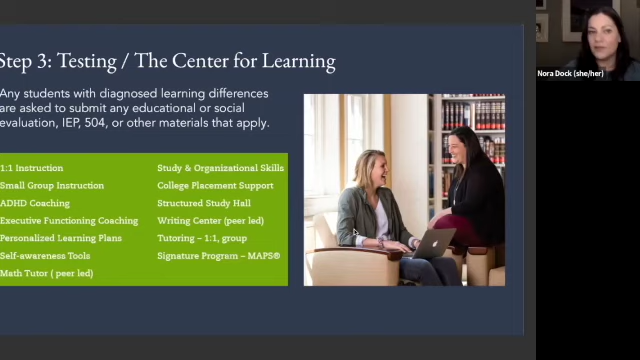 Step 3: Testing / The Center for Learning
Any students with diagnosed learning differences
are asked to submit any educational or social
evaluation, IEP, 504, or other materials that apply.
1:1 Instruction
Small Group Instruction
ADHD Coaching
Executive Functioning Coaching
Personalized Learning Plans
Self-awareness Tools
Math Tutor ( peer led)
Study & Organizational Skills
College Placement Support
Structured Study Hall
Writing Center (peer led)
Tutoring – 1:1, group
Signature Program – MAPS®
Nora Dock (she/her)